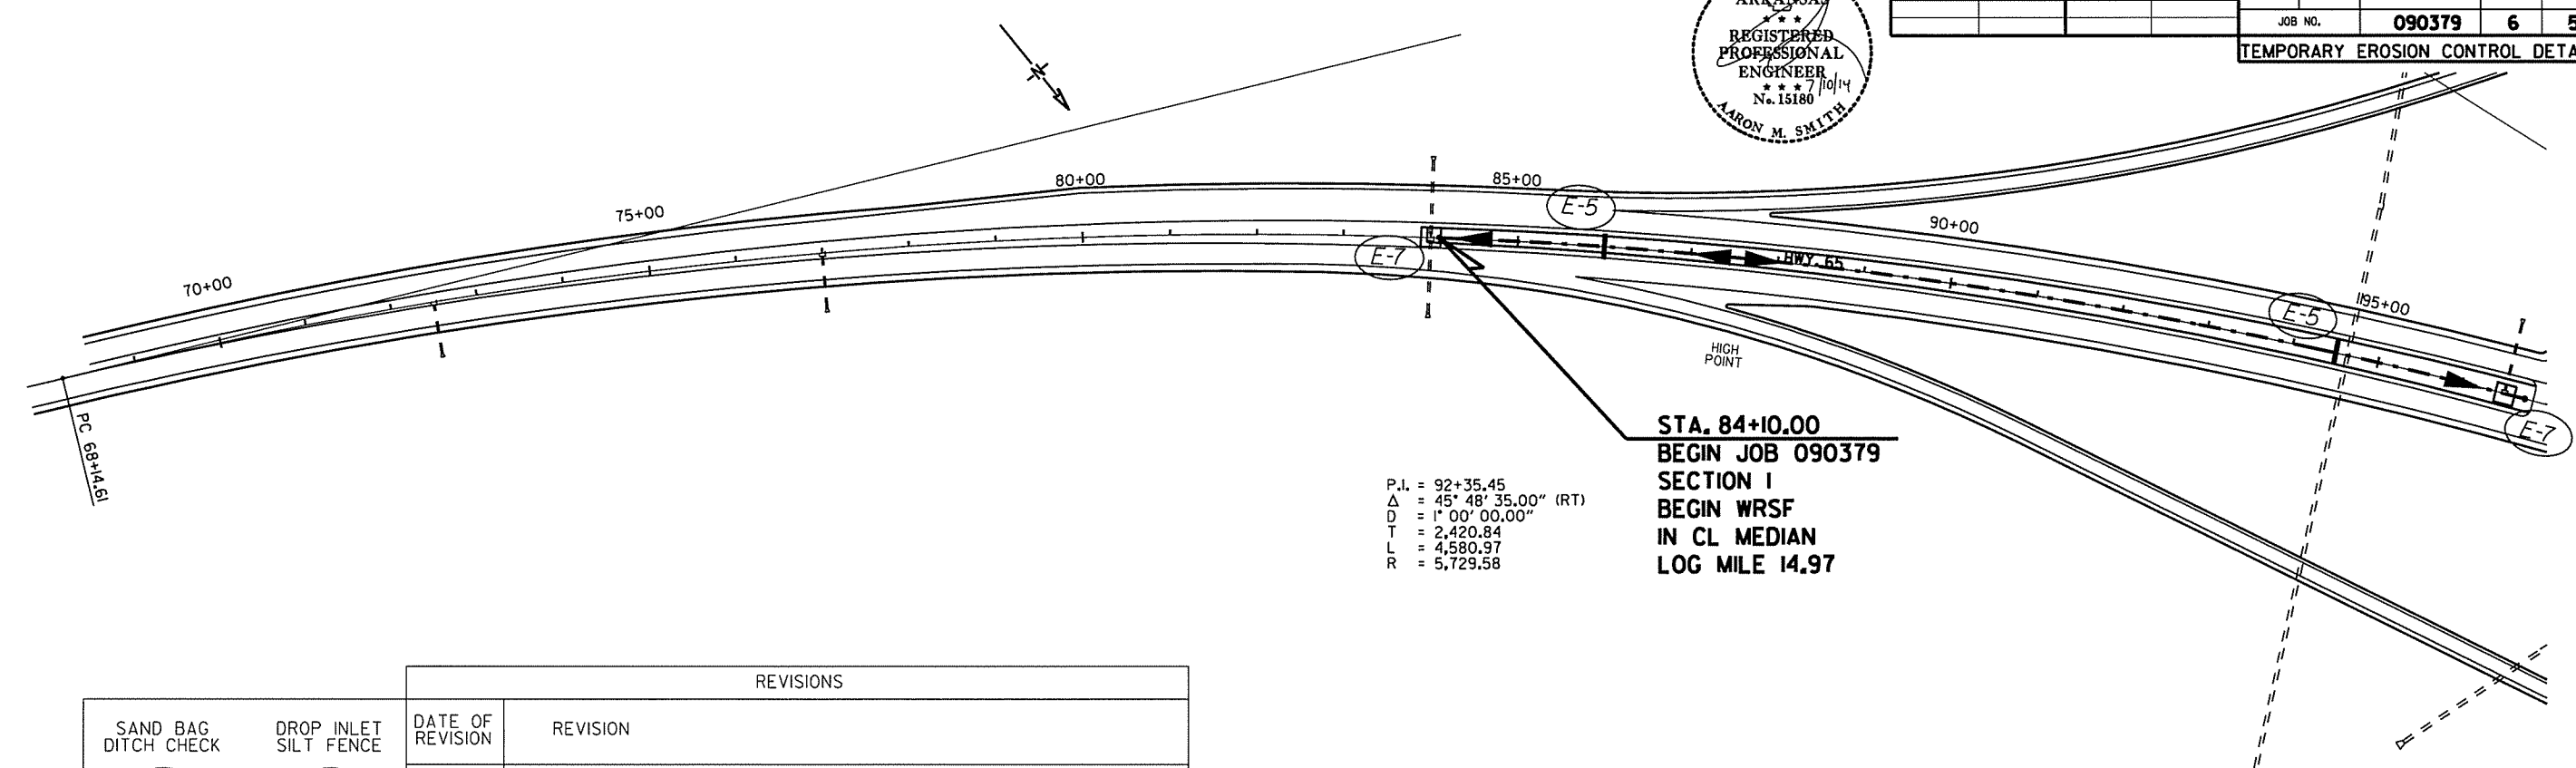 ARKANSAS
★ ★ ★
REGISTERED
PROFESSIONAL
ENGINEER
★ ★ ★ 7/10/14
No. 15180
AARON M. SMITH
JOB NO. 090379 6
TEMPORARY EROSION CONTROL DETA
N
70+00
75+00
80+00
85+00
90+00
95+00
E-5
E-7
HWY. 65
E-5
E-7
PC 68+14.61
HIGH
POINT
STA. 84+10.00
BEGIN JOB 090379
SECTION 1
BEGIN WRSF
IN CL MEDIAN
LOG MILE 14.97
P.I. = 92+35.45
Δ = 45° 48' 35.00" (RT)
D = 1° 00' 00.00"
T = 2,420.84
L = 4,580.97
R = 5,729.58
REVISIONS
SAND BAG
DITCH CHECK
DROP INLET
SILT FENCE
DATE OF
REVISION
REVISION